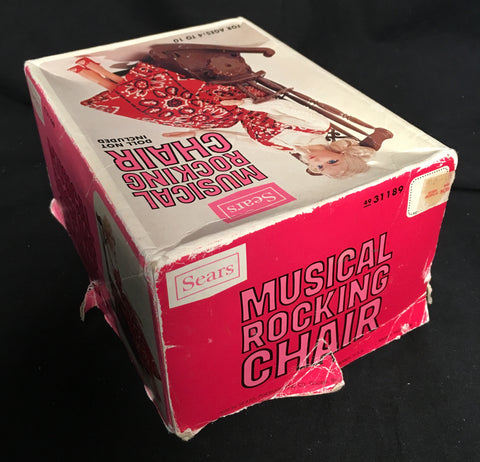 FOR AGES: 4 TO 10
DOLL NOT
INCLUDED
MUSICAL
ROCKING
CHAIR
Sears
49 31189
Sears
MUSICAL
ROCKING
CHAIR